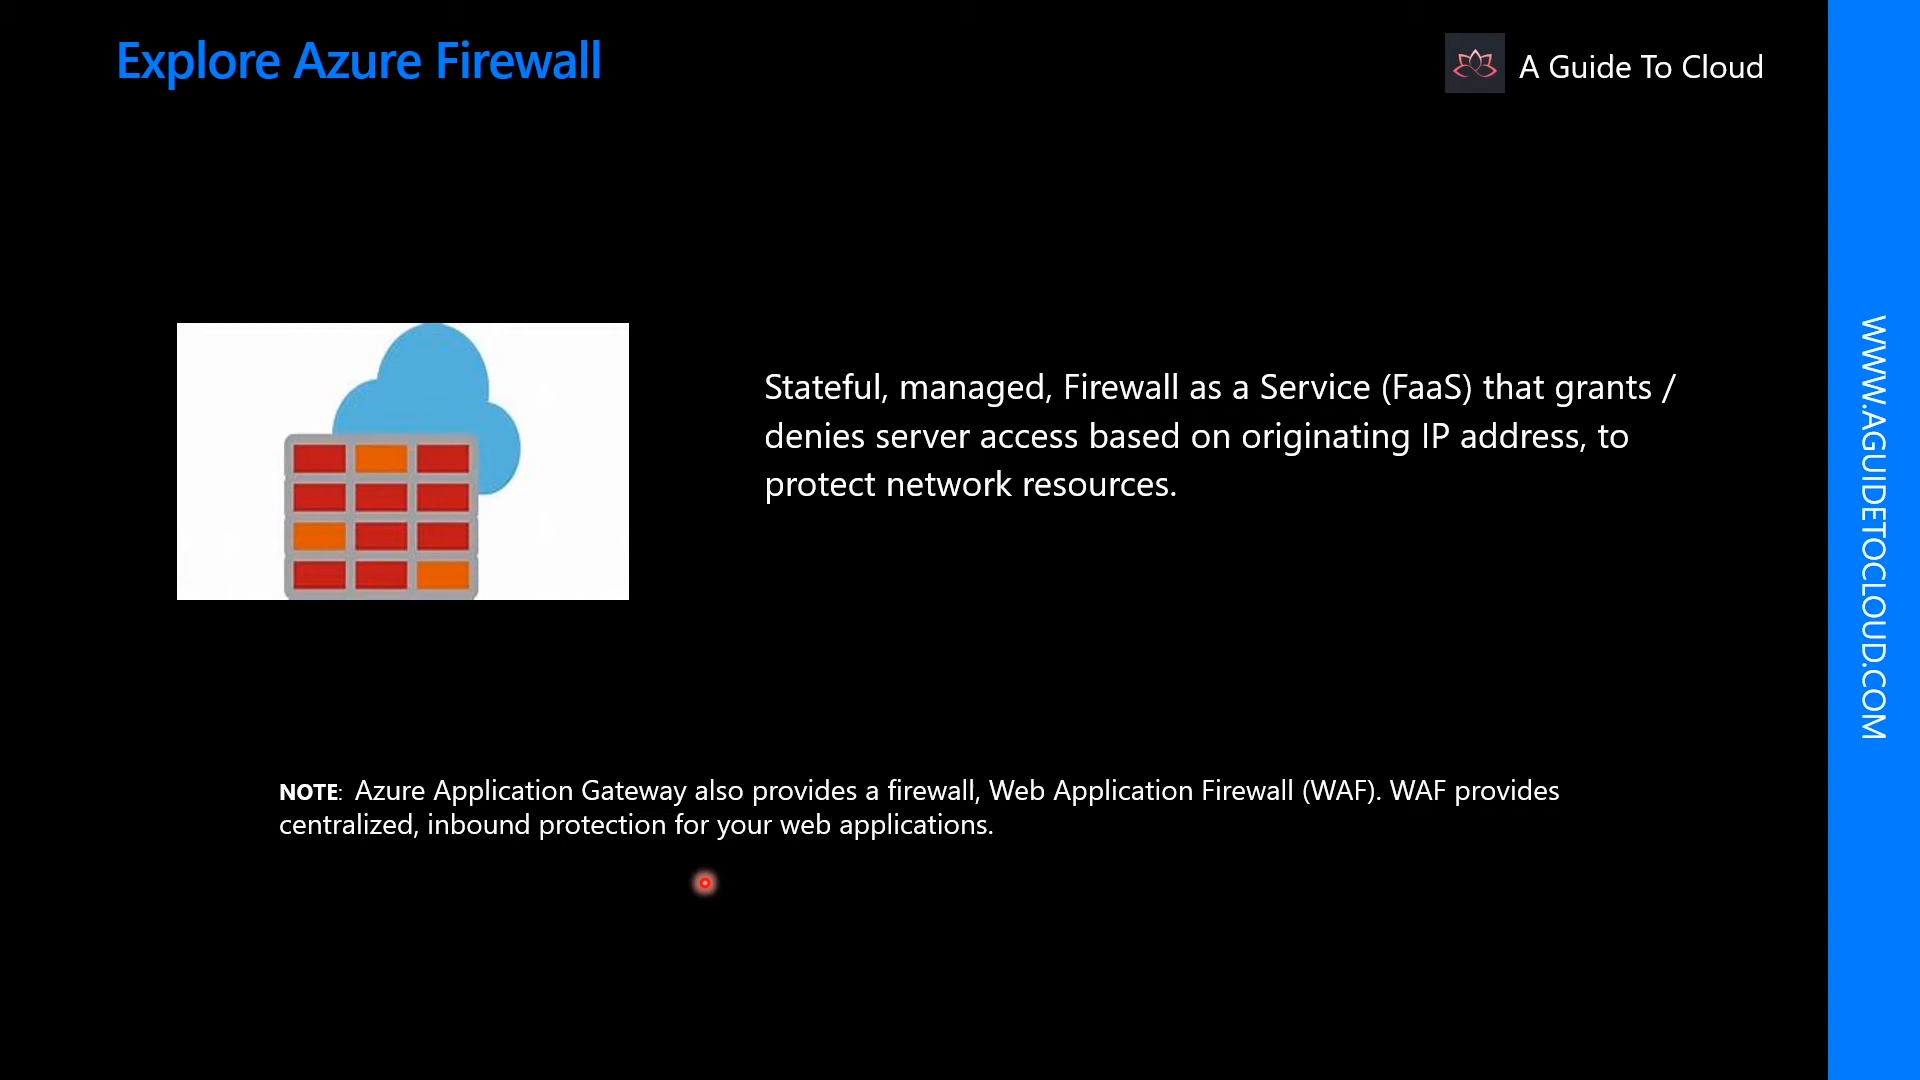 Explore Azure Firewall
A Guide To Cloud
Stateful, managed, Firewall as a Service (FaaS) that grants /
denies server access based on originating IP address, to
protect network resources.
NOTE: Azure Application Gateway also provides a firewall, Web Application Firewall (WAF). WAF provides
centralized, inbound protection for your web applications.
WWW.AGUIDETOCLOUD.COM